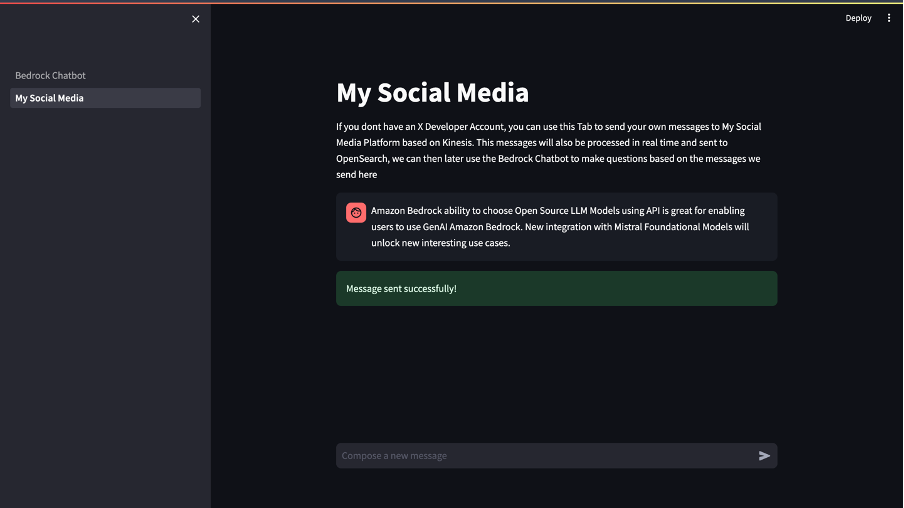 Deploy
Bedrock Chatbot
My Social Media
My Social Media
If you dont have an X Developer Account, you can use this Tab to send your own messages to My Social
Media Platform based on Kinesis. This messages will also be processed in real time and sent to
OpenSearch, we can then later use the Bedrock Chatbot to make questions based on the messages we
send here
Amazon Bedrock ability to choose Open Source LLM Models using API is great for enabling
users to use GenAI Amazon Bedrock. New integration with Mistral Foundational Models will
unlock new interesting use cases.
Message sent successfully!
Compose a new message